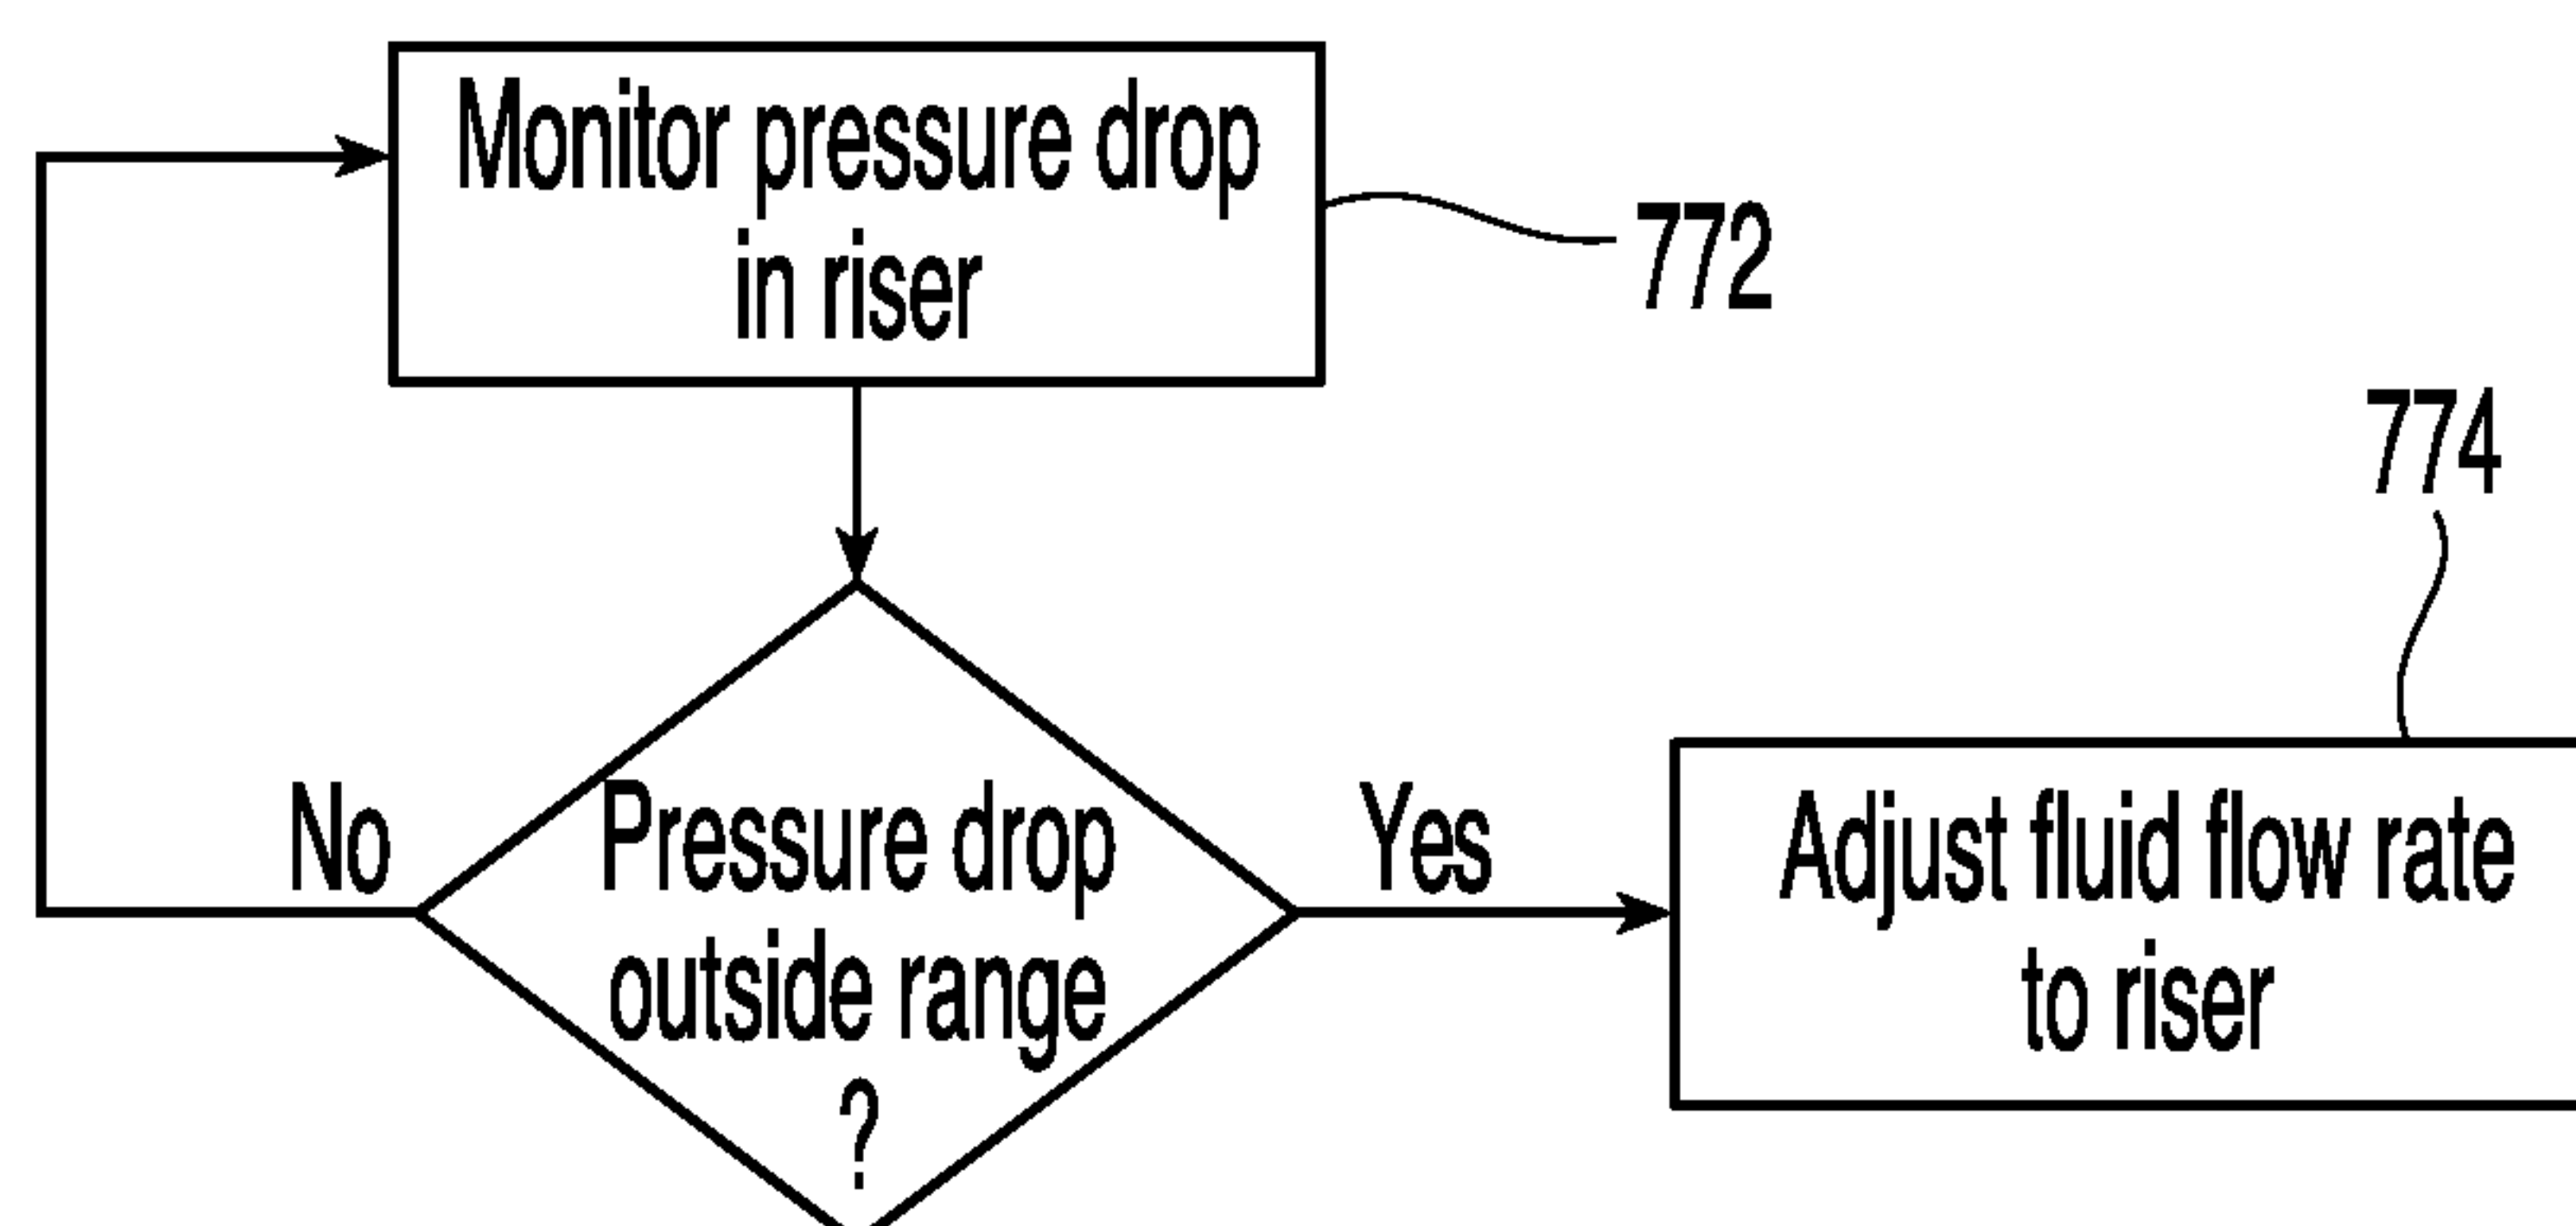 Monitor pressure drop
in riser
772
774
No
Pressure drop
outside range
?
Yes
Adjust fluid flow rate
to riser